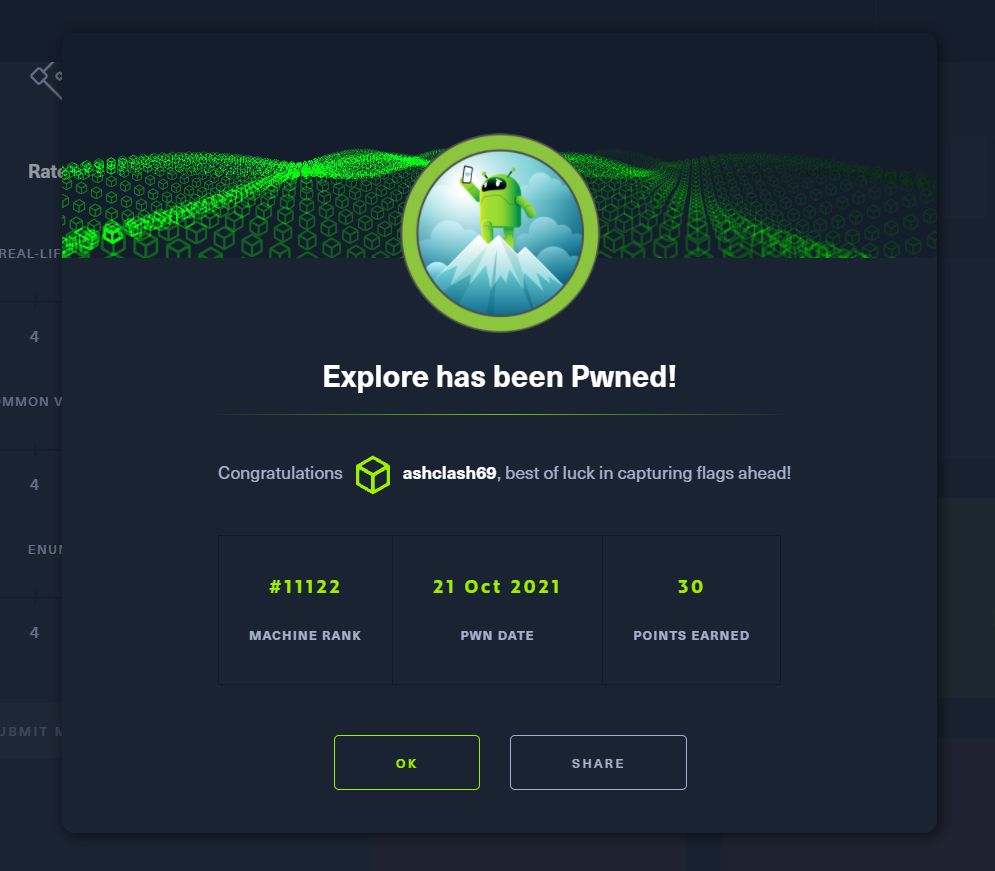 Rate
REAL-LIF
4
OMMON V
4
ENUM
4
UBMIT M
Explore has been Pwned!
Congratulations ashclash69, best of luck in capturing flags ahead!
#11122 21 Oct 2021 30
MACHINE RANK PWN DATE POINTS EARNED
OK SHARE